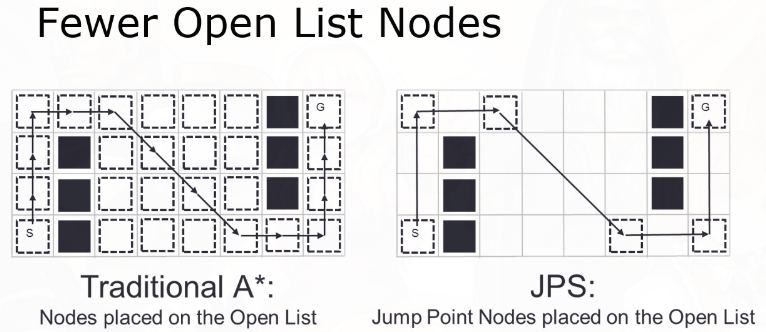 Fewer Open List Nodes
G
S
G
S
Traditional A*:
Nodes placed on the Open List
JPS:
Jump Point Nodes placed on the Open List